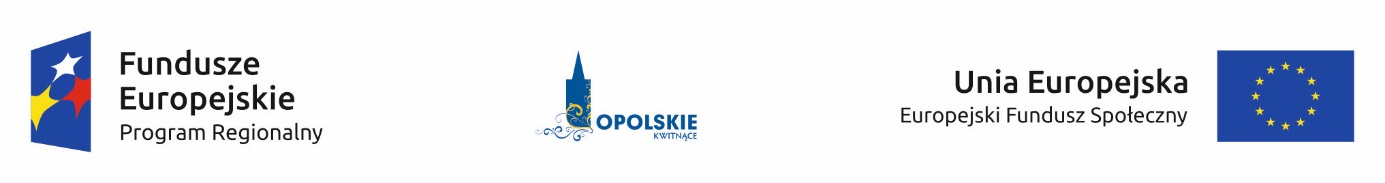 Fundusze
Europejskie
Program Regionalny
OPOLSKIE
KWITNĄCE
Unia Europejska
Europejski Fundusz Społeczny